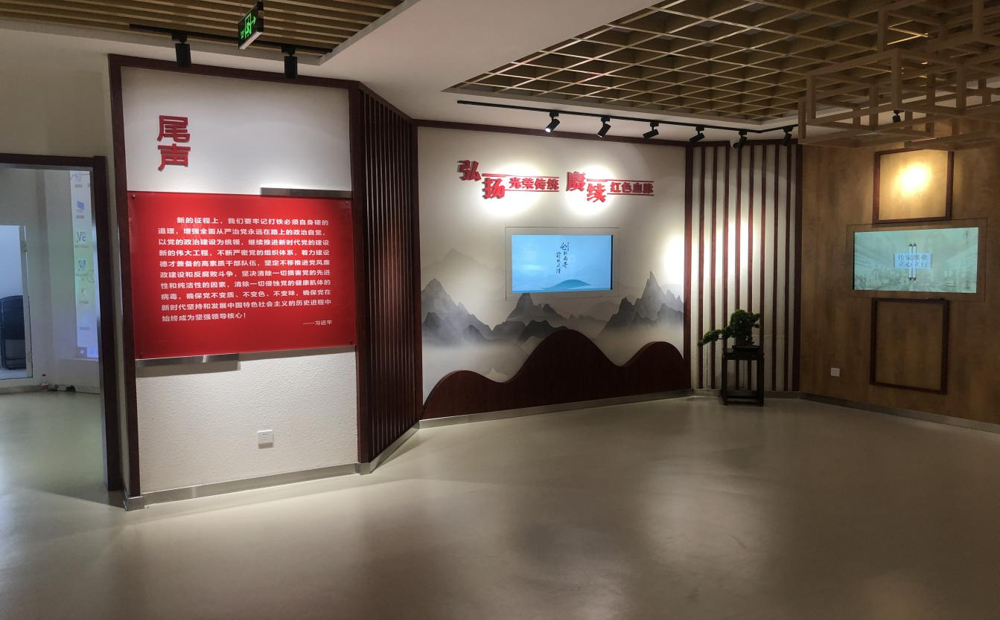 尾声
新的征程上，我们要牢记打铁必须自身硬的
道理，增强全面从严治党永远在路上的政治自觉，
以党的政治建设为统领，继续推进新时代党的建设
新的伟大工程，不断严密党的组织体系，着力建设
德才兼备的高素质干部队伍，坚定不移推进党风廉
政建设和反腐败斗争，坚决清除一切损害党的先进
性和纯洁性的因素，清除一切侵蚀党的健康肌体的
病毒，确保党不变质、不变色、不变味，确保党在
新时代坚持和发展中国特色社会主义的历史进程中
始终成为坚强领导核心！
——习近平
弘扬光荣传统 赓续红色血脉
传家继业
立心立行